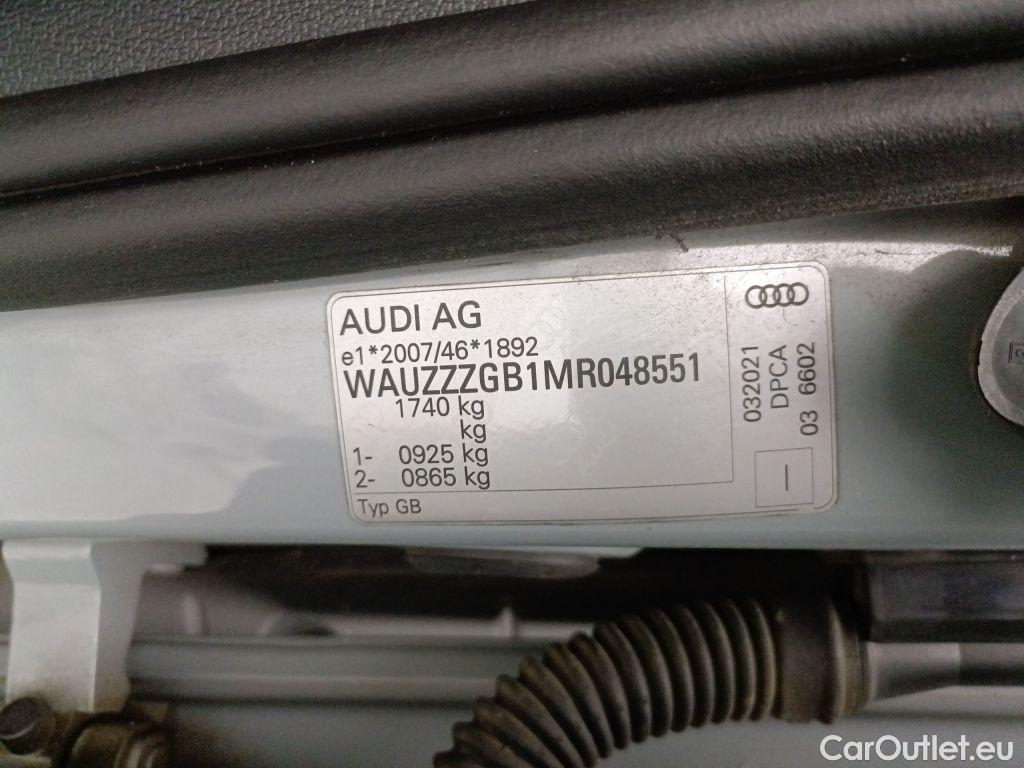 AUDI AG
e1*2007/46*1892
WAUZZZGB1MR048551
1740 kg
kg
1- 0925 kg
2- 0865 kg
Typ GB
032021
DPCA
03 6602
CarOutlet.eu